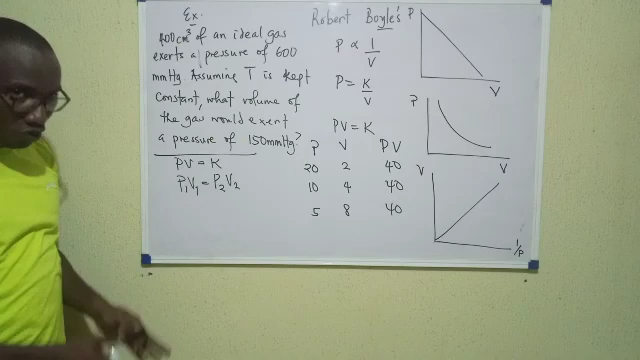 Ex.
400cm³ of an ideal gas
exerts a pressure of 600
mmHg Assuming T is kept
constant, what volume of
the gas would exert
a pressure of 150mmHg?
PV = K
P₁V₁ = P₂V₂
Robert Boyle's
P ∝ 1/V
P = K/V
PV = K
P V PV
20 2 40
10 4 40
5 8 40
P
V
P
V
V
1/P